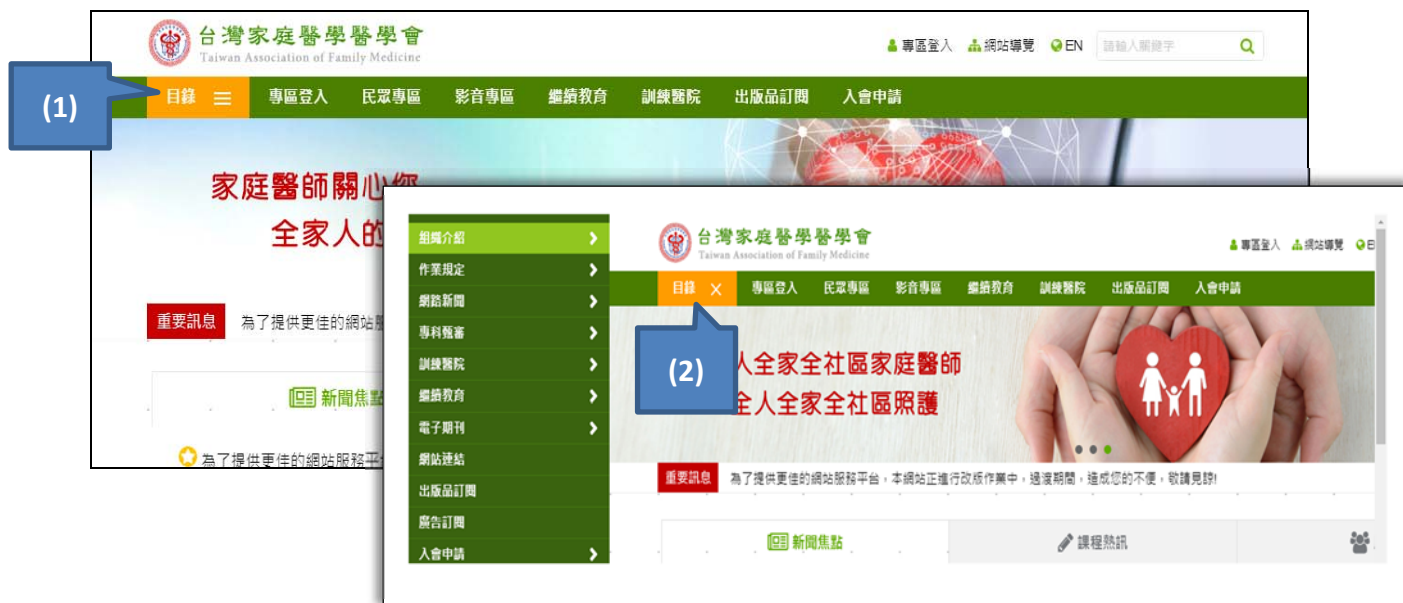 台灣家庭醫學醫學會
Taiwan Association of Family Medicine
專區登入 網站導覽 EN 請輸入關鍵字
(1)
目錄 專區登入 民眾專區 影音專區 繼續教育 訓練醫院 出版品訂閱 入會申請
家庭醫師關心您
全家人的
重要訊息 為了提供更佳的網站服
新聞焦點
為了提供更佳的網站服務平
組織介紹
作業規定
網路新聞
專科甄審
訓練醫院
繼續教育
電子期刊
網站連結
出版品訂閱
廣告訂閱
入會申請
台灣家庭醫學醫學會
Taiwan Association of Family Medicine
專區登入 網站導覽 E
目錄 X 專區登入 民眾專區 影音專區 繼續教育 訓練醫院 出版品訂閱 入會申請
(2)
人全家全社區家庭醫師
全人全家全社區照護
重要訊息 為了提供更佳的網站服務平台，本網站正進行改版作業中，過渡期間，造成您的不便，敬請見諒!
新聞焦點 課程熱訊